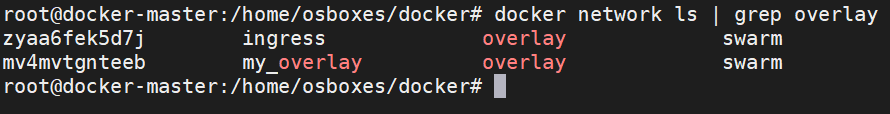 root@docker-master:/home/osboxes/docker# docker network ls | grep overlay
zyaa6fek5d7j        ingress             overlay             swarm
mv4mvtgnteeb        my_overlay          overlay             swarm
root@docker-master:/home/osboxes/docker#